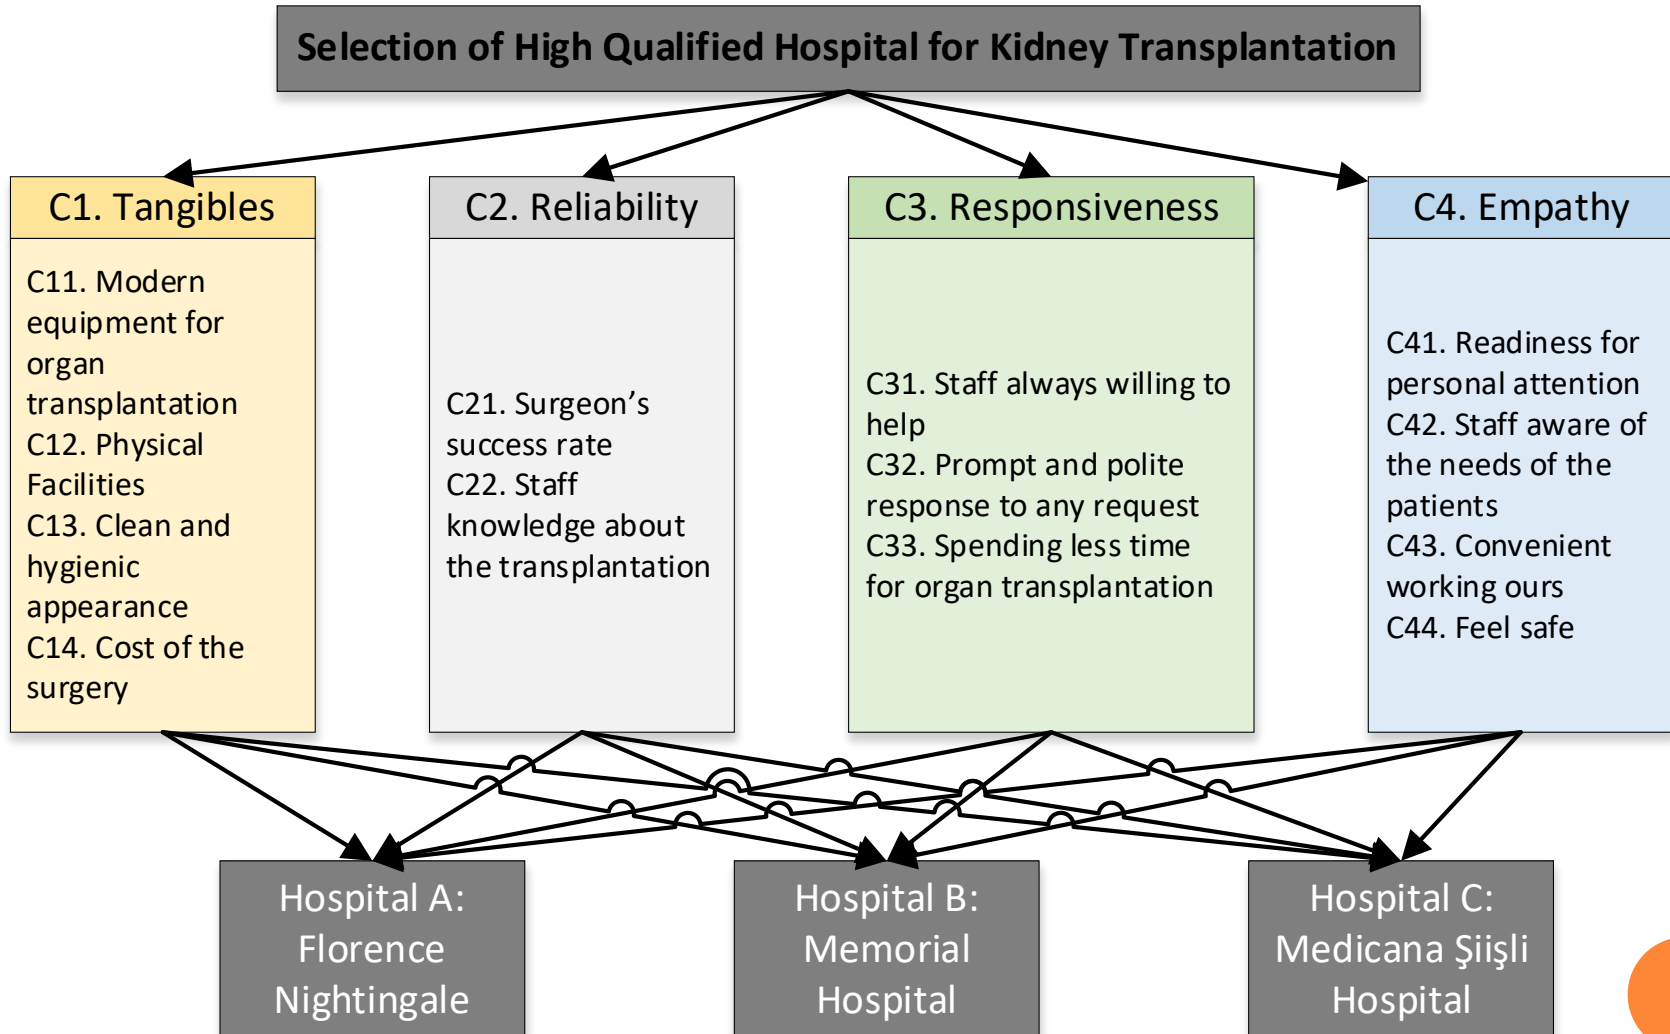 Selection of High Qualified Hospital for Kidney Transplantation
C1. Tangibles
C11. Modern
equipment for
organ
transplantation
C12. Physical
Facilities
C13. Clean and
hygienic
appearance
C14. Cost of the
surgery
C2. Reliability
C21. Surgeon’s
success rate
C22. Staff
knowledge about
the transplantation
C3. Responsiveness
C31. Staff always willing to
help
C32. Prompt and polite
response to any request
C33. Spending less time
for organ transplantation
C4. Empathy
C41. Readiness for
personal attention
C42. Staff aware of
the needs of the
patients
C43. Convenient
working ours
C44. Feel safe
Hospital A:
Florence
Nightingale
Hospital B:
Memorial
Hospital
Hospital C:
Medicana Şiişli
Hospital